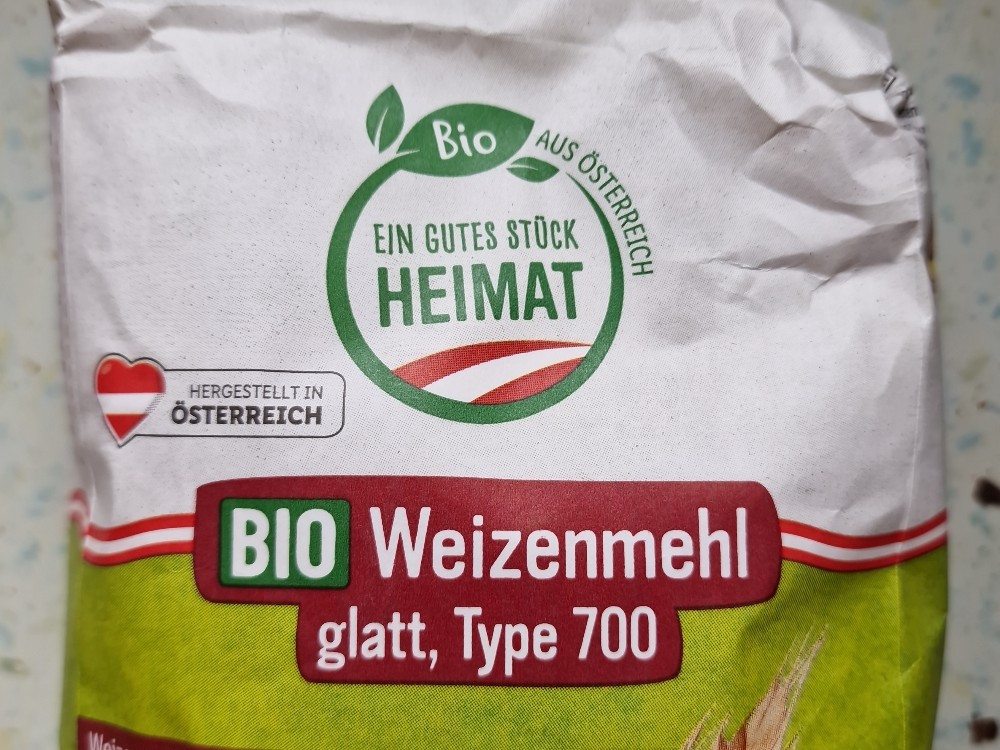 Bio
AUS ÖSTERREICH
EIN GUTES STÜCK
HEIMAT
HERGESTELLT IN
ÖSTERREICH
BIO Weizenmehl
glatt, Type 700